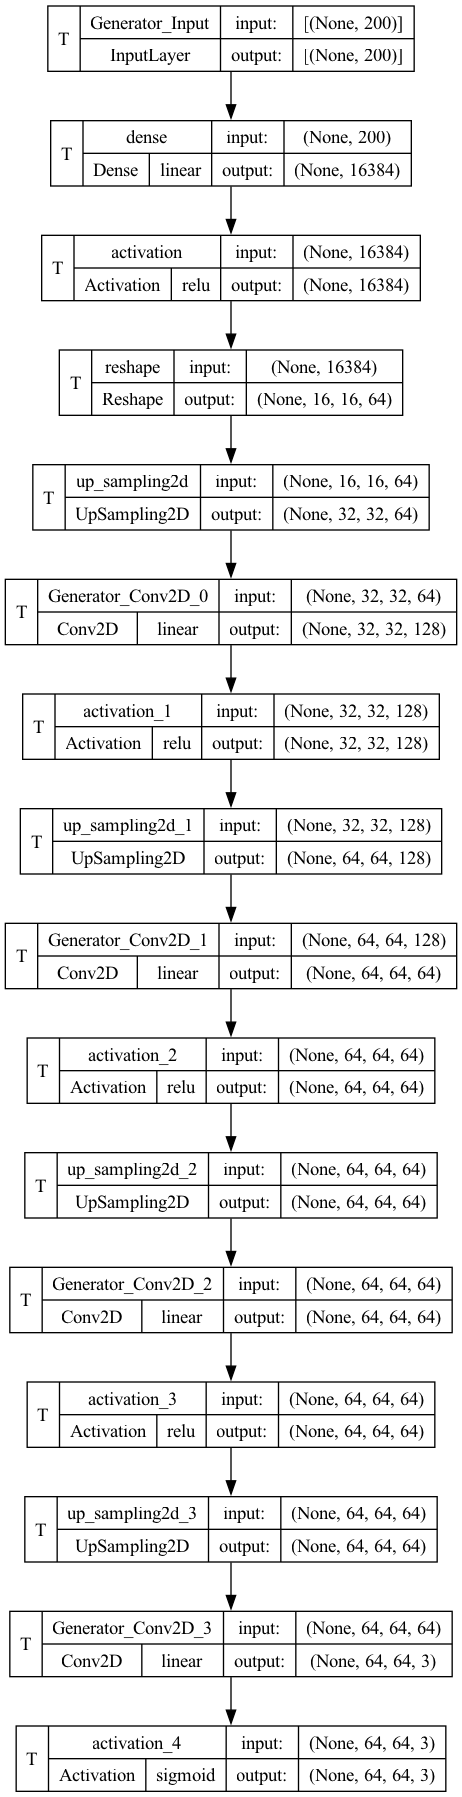 T Generator_Input input: [(None, 200)]
InputLayer output: [(None, 200)]
T dense input: (None, 200)
Dense linear output: (None, 16384)
T activation input: (None, 16384)
Activation relu output: (None, 16384)
T reshape input: (None, 16384)
Reshape output: (None, 16, 16, 64)
T up_sampling2d input: (None, 16, 16, 64)
UpSampling2D output: (None, 32, 32, 64)
T Generator_Conv2D_0 input: (None, 32, 32, 64)
Conv2D linear output: (None, 32, 32, 128)
T activation_1 input: (None, 32, 32, 128)
Activation relu output: (None, 32, 32, 128)
T up_sampling2d_1 input: (None, 32, 32, 128)
UpSampling2D output: (None, 64, 64, 128)
T Generator_Conv2D_1 input: (None, 64, 64, 128)
Conv2D linear output: (None, 64, 64, 64)
T activation_2 input: (None, 64, 64, 64)
Activation relu output: (None, 64, 64, 64)
T up_sampling2d_2 input: (None, 64, 64, 64)
UpSampling2D output: (None, 64, 64, 64)
T Generator_Conv2D_2 input: (None, 64, 64, 64)
Conv2D linear output: (None, 64, 64, 64)
T activation_3 input: (None, 64, 64, 64)
Activation relu output: (None, 64, 64, 64)
T up_sampling2d_3 input: (None, 64, 64, 64)
UpSampling2D output: (None, 64, 64, 64)
T Generator_Conv2D_3 input: (None, 64, 64, 64)
Conv2D linear output: (None, 64, 64, 3)
T activation_4 input: (None, 64, 64, 3)
Activation sigmoid output: (None, 64, 64, 3)